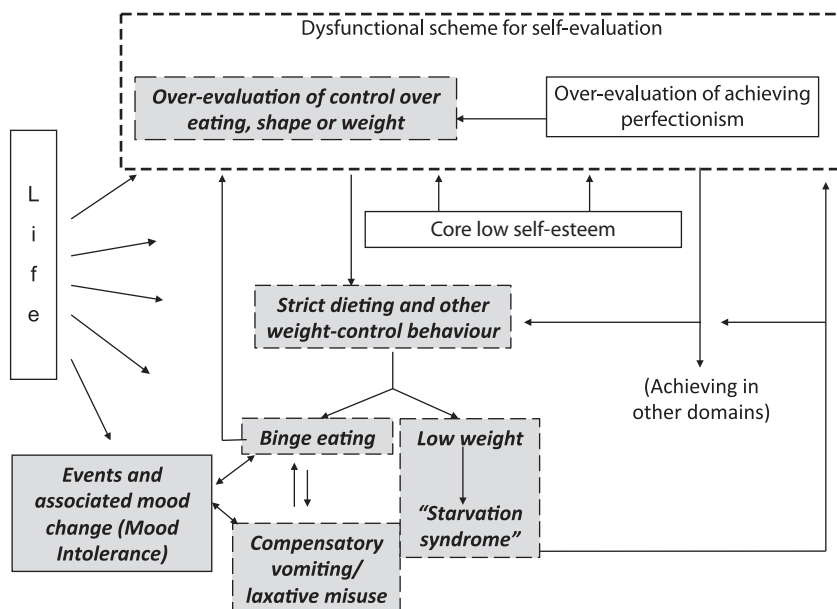 Dysfunctional scheme for self-evaluation
Over-evaluation of control over
eating, shape or weight
Over-evaluation of achieving
perfectionism
L
i
f
e
Core low self-esteem
Strict dieting and other
weight-control behaviour
(Achieving in
other domains)
Binge eating
Low weight
Events and
associated mood
change (Mood
Intolerance)
“Starvation
syndrome”
Compensatory
vomiting/
laxative misuse